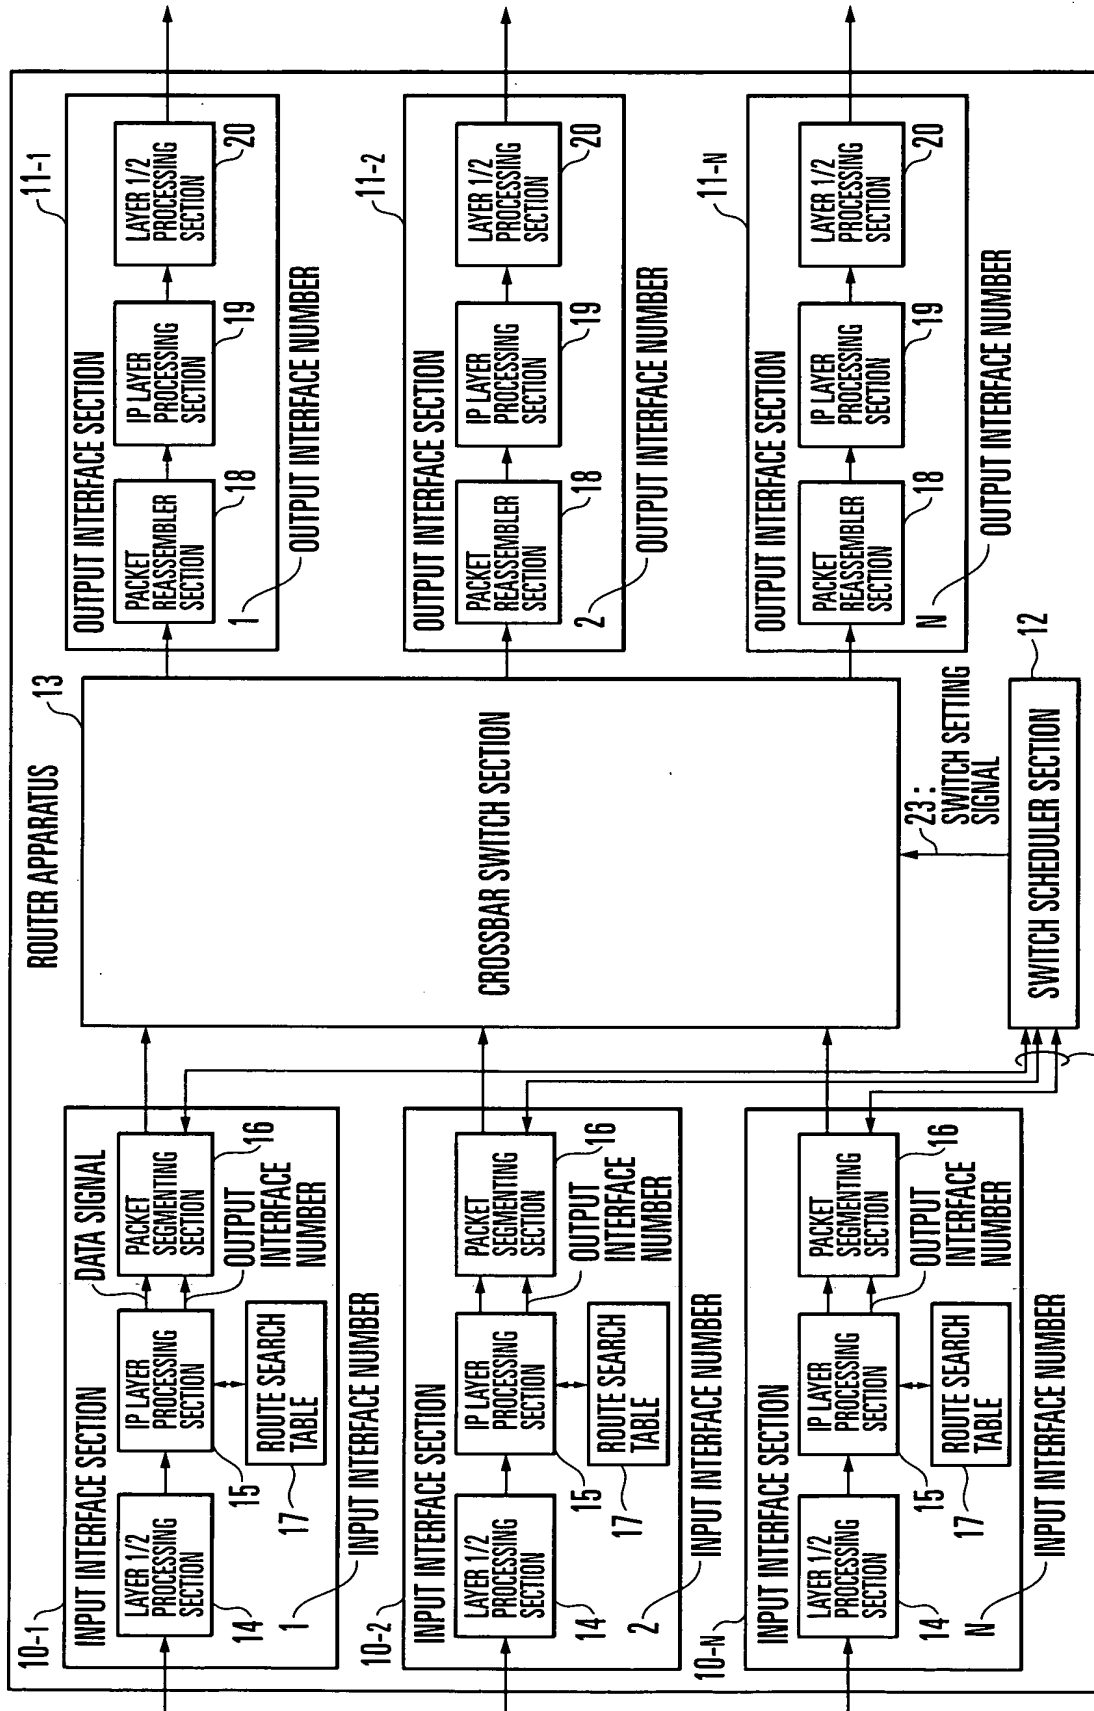 ROUTER APPARATUS
10-1
INPUT INTERFACE SECTION
LAYER 1/2
PROCESSING
SECTION
14
IP LAYER
PROCESSING
SECTION
15
DATA SIGNAL
PACKET
SEGMENTING
SECTION
16
OUTPUT
INTERFACE
NUMBER
ROUTE SEARCH
TABLE
17
1
INPUT INTERFACE NUMBER
10-2
INPUT INTERFACE SECTION
LAYER 1/2
PROCESSING
SECTION
14
IP LAYER
PROCESSING
SECTION
15
PACKET
SEGMENTING
SECTION
16
OUTPUT
INTERFACE
NUMBER
ROUTE SEARCH
TABLE
17
2
INPUT INTERFACE NUMBER
10-N
INPUT INTERFACE SECTION
LAYER 1/2
PROCESSING
SECTION
14
IP LAYER
PROCESSING
SECTION
15
PACKET
SEGMENTING
SECTION
16
OUTPUT
INTERFACE
NUMBER
ROUTE SEARCH
TABLE
17
N
INPUT INTERFACE NUMBER
13
CROSSBAR SWITCH SECTION
23 :
SWITCH SETTING
SIGNAL
12
SWITCH SCHEDULER SECTION
11-1
OUTPUT INTERFACE SECTION
PACKET
REASSEMBLER
SECTION
18
IP LAYER
PROCESSING
SECTION
19
LAYER 1/2
PROCESSING
SECTION
20
1
OUTPUT INTERFACE NUMBER
11-2
OUTPUT INTERFACE SECTION
PACKET
REASSEMBLER
SECTION
18
IP LAYER
PROCESSING
SECTION
19
LAYER 1/2
PROCESSING
SECTION
20
2
OUTPUT INTERFACE NUMBER
11-N
OUTPUT INTERFACE SECTION
PACKET
REASSEMBLER
SECTION
18
IP LAYER
PROCESSING
SECTION
19
LAYER 1/2
PROCESSING
SECTION
20
N
OUTPUT INTERFACE NUMBER